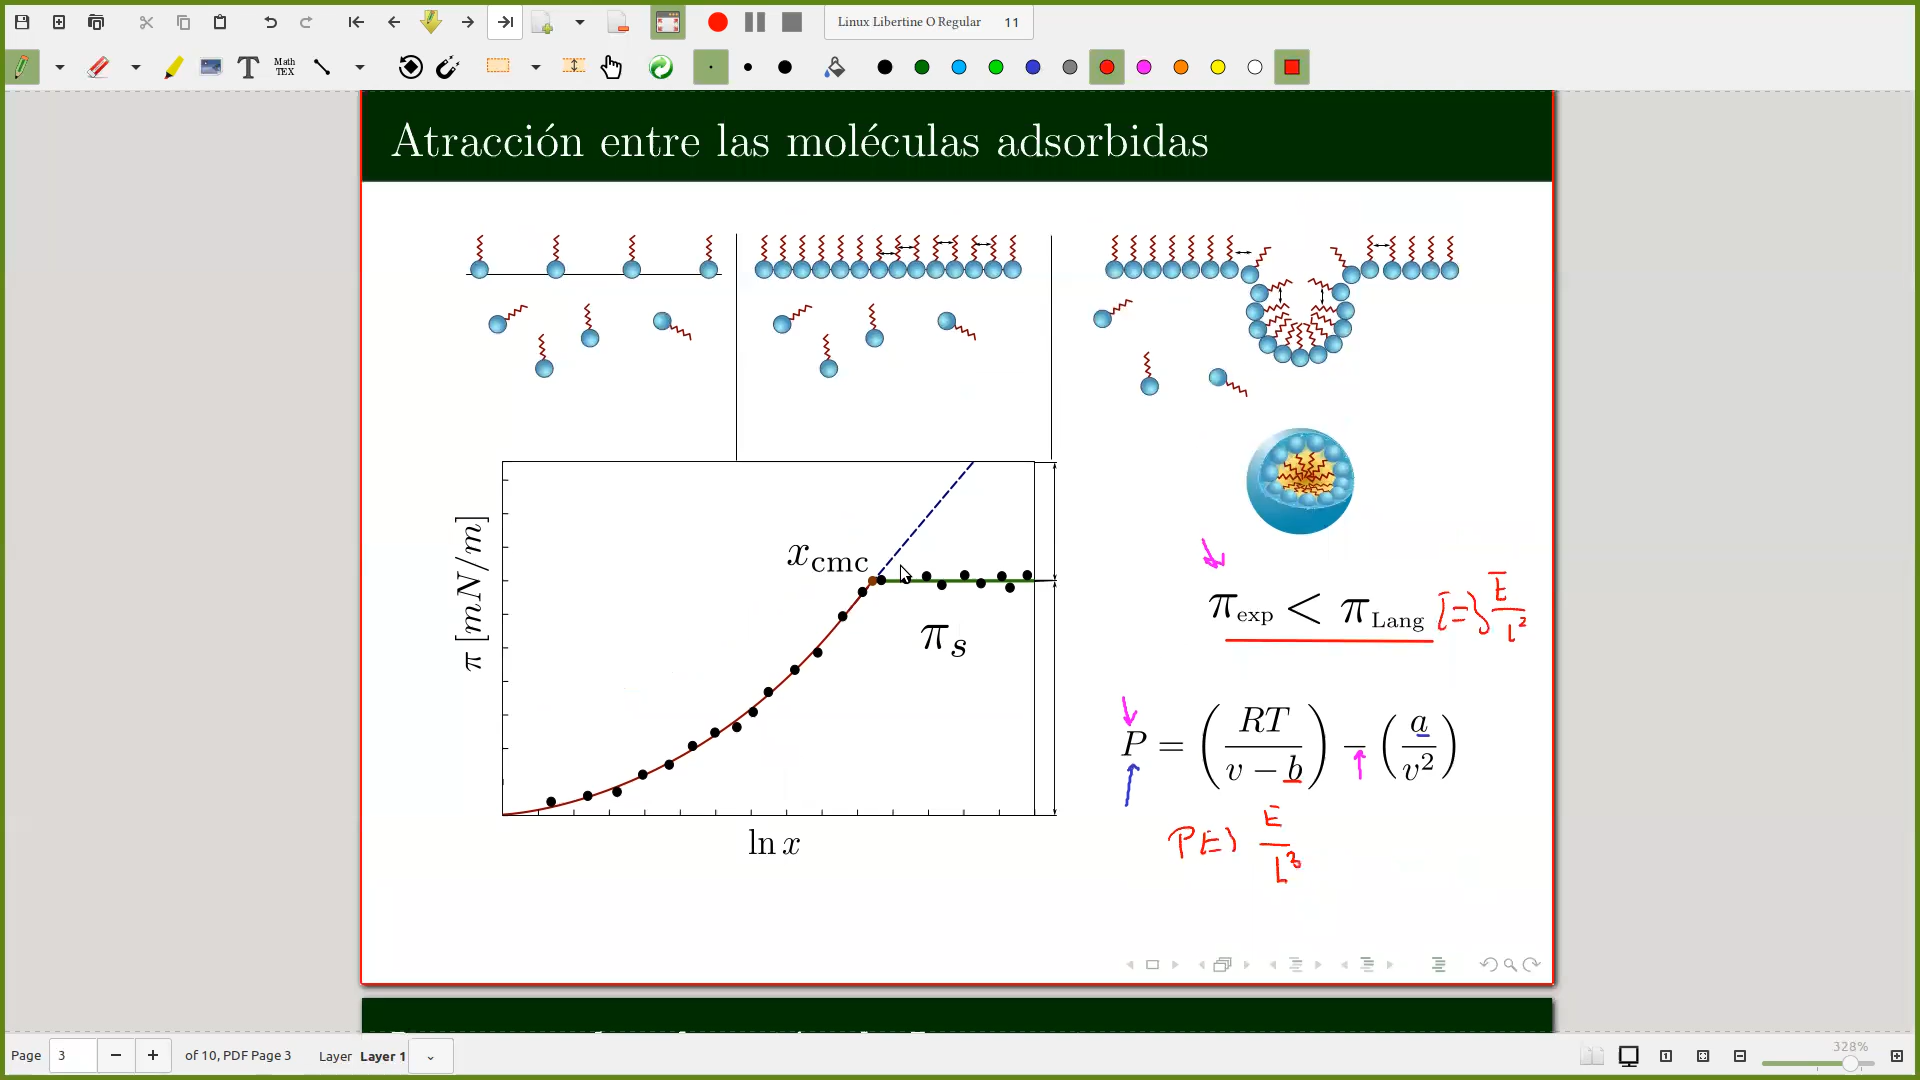 Linux Libertine O Regular 11
Math
TEX
Atracción entre las moléculas adsorbidas
x_cmc
π [mN/m]
π_s
ln x
π_exp < π_Lang [=] E/l²
P = (RT/(v − b)) − (a/v²)
P[=] E/L³
Page 3 of 10, PDF Page 3 Layer Layer 1
328%